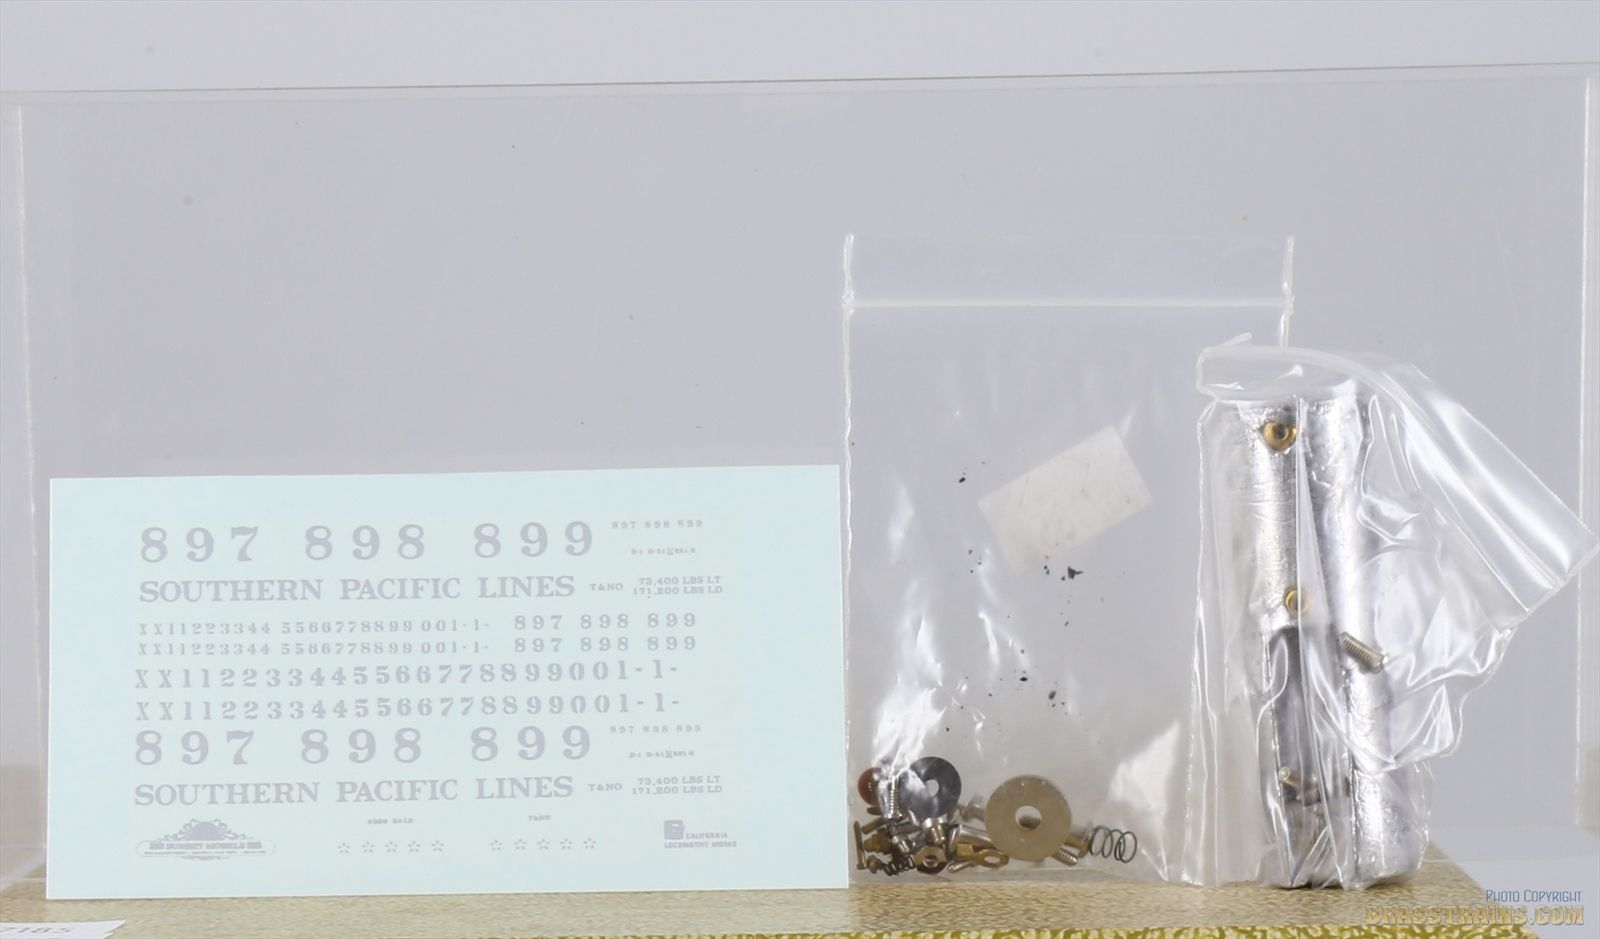 897 898 899 897 898 899
SOUTHERN PACIFIC LINES T&NO 73,400 LBS LT
171,200 LBS LD
XX11223344 5566778899 001-1- 897 898 899
XX11223344 5566778899 001-1- 897 898 899
XX11223344556677889900 1-1-
XX11223344556677889900 1-1-
897 898 899 897 898 899
SOUTHERN PACIFIC LINES T&NO 73,400 LBS LT
171,200 LBS LD
T&NO
SUNSET MODELS
CALIFORNIA
LOCOMOTIVE WORKS
7185
PHOTO COPYRIGHT
BRASSTRAINS.COM